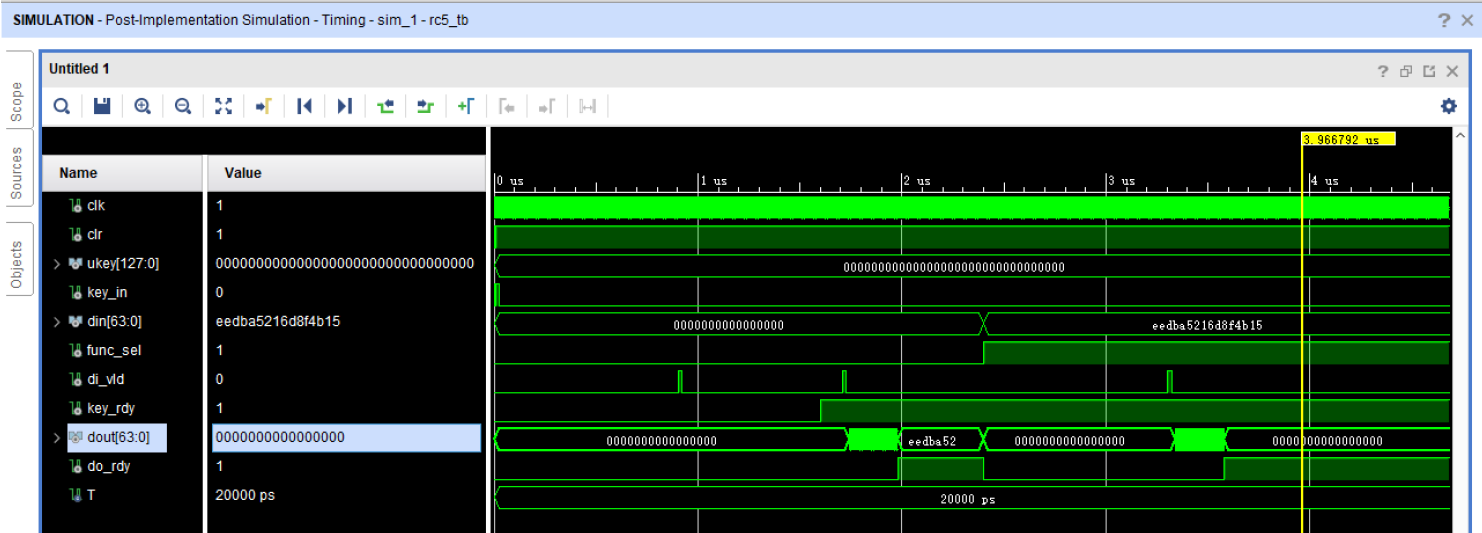 SIMULATION - Post-Implementation Simulation - Timing - sim_1 - rc5_tb
? ×
Scope
Sources
Objects
Untitled 1
3.966792 us
Name Value
0 us 1 us 2 us 3 us 4 us
clk 1
clr 1
ukey[127:0] 00000000000000000000000000000000 00000000000000000000000000000000
key_in 0
din[63:0] eedba5216d8f4b15 0000000000000000 eedba5216d8f4b15
func_sel 1
di_vld 0
key_rdy 1
dout[63:0] 0000000000000000 0000000000000000 eedba52 0000000000000000 0000000000000000
do_rdy 1
T 20000 ps 20000 ps